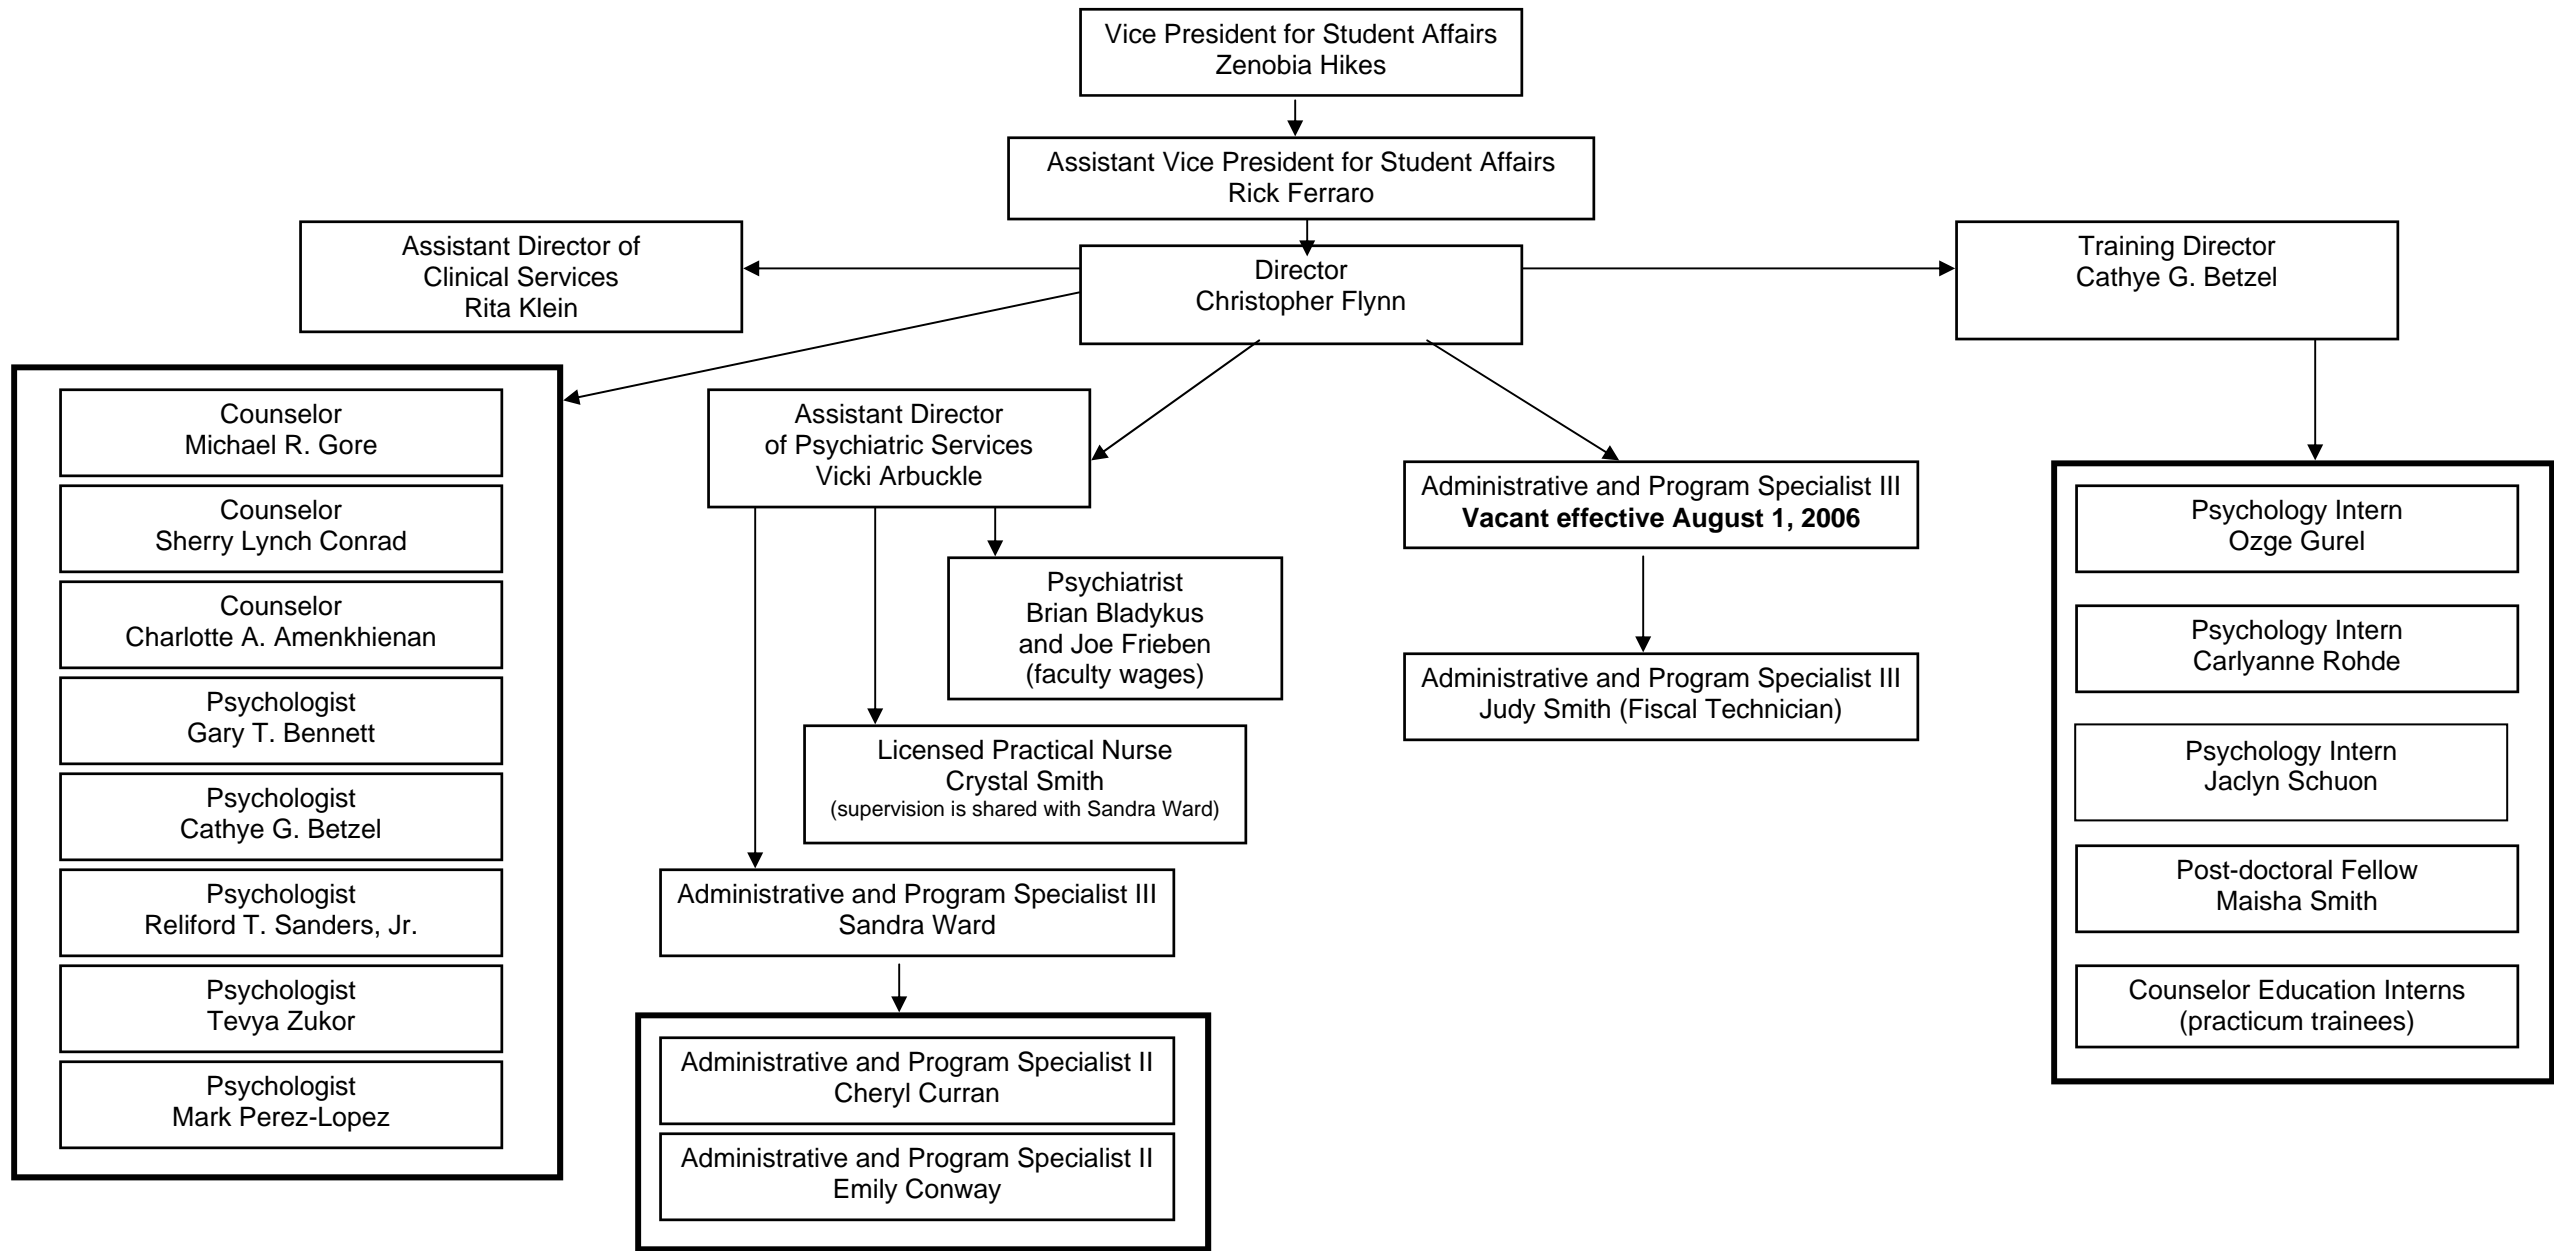 Vice President for Student Affairs
Zenobia Hikes
Assistant Vice President for Student Affairs
Rick Ferraro
Assistant Director of
Clinical Services
Rita Klein
Director
Christopher Flynn
Training Director
Cathye G. Betzel
Counselor
Michael R. Gore
Counselor
Sherry Lynch Conrad
Counselor
Charlotte A. Amenkhienan
Psychologist
Gary T. Bennett
Psychologist
Cathye G. Betzel
Psychologist
Reliford T. Sanders, Jr.
Psychologist
Tevya Zukor
Psychologist
Mark Perez-Lopez
Assistant Director
of Psychiatric Services
Vicki Arbuckle
Psychiatrist
Brian Bladykus
and Joe Frieben
(faculty wages)
Licensed Practical Nurse
Crystal Smith
(supervision is shared with Sandra Ward)
Administrative and Program Specialist III
Sandra Ward
Administrative and Program Specialist II
Cheryl Curran
Administrative and Program Specialist II
Emily Conway
Administrative and Program Specialist III
Vacant effective August 1, 2006
Administrative and Program Specialist III
Judy Smith (Fiscal Technician)
Psychology Intern
Ozge Gurel
Psychology Intern
Carlyanne Rohde
Psychology Intern
Jaclyn Schuon
Post-doctoral Fellow
Maisha Smith
Counselor Education Interns
(practicum trainees)